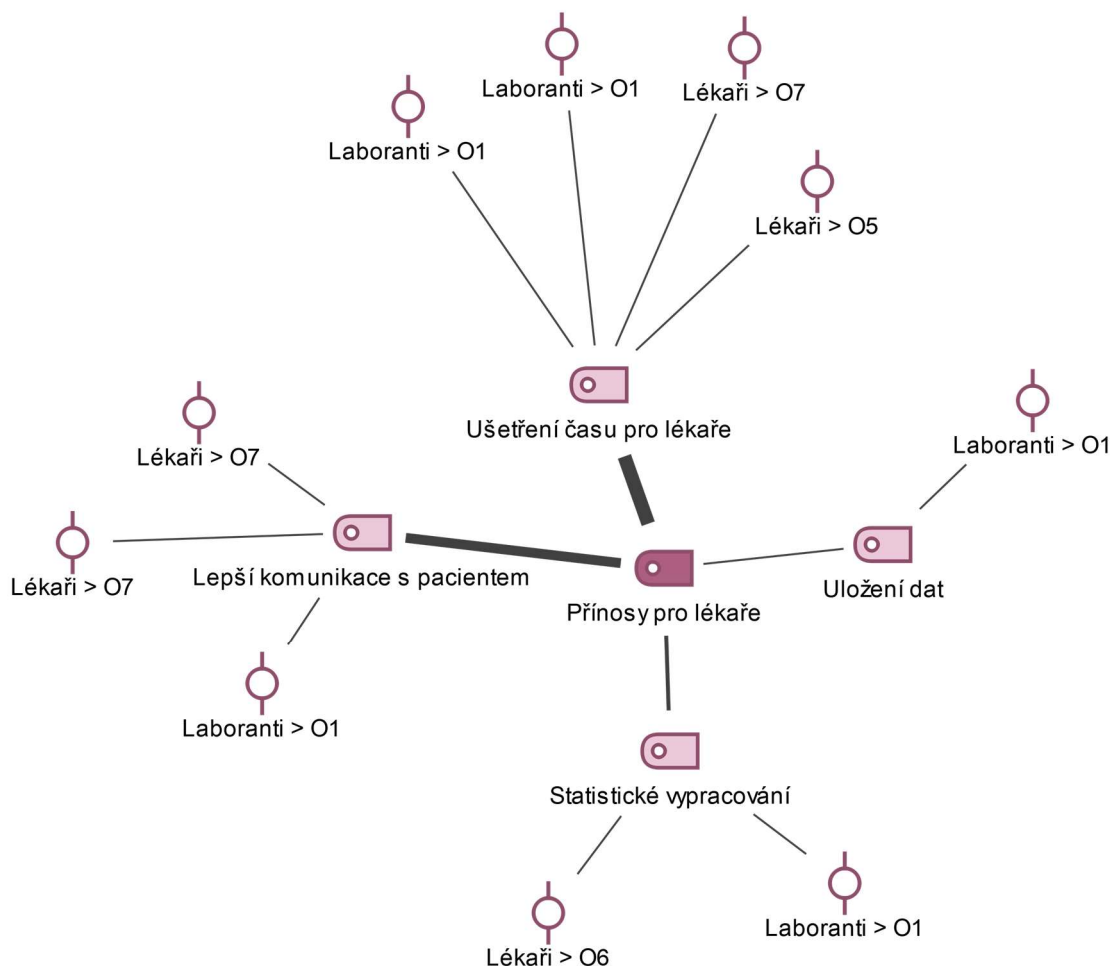 Laboranti > O1
Lékaři > O7
Laboranti > O1
Lékaři > O5
Ušetření času pro lékaře
Laboranti > O1
Lékaři > O7
Lékaři > O7
Lepší komunikace s pacientem
Uložení dat
Přínosy pro lékaře
Laboranti > O1
Statistické vypracování
Laboranti > O1
Lékaři > O6